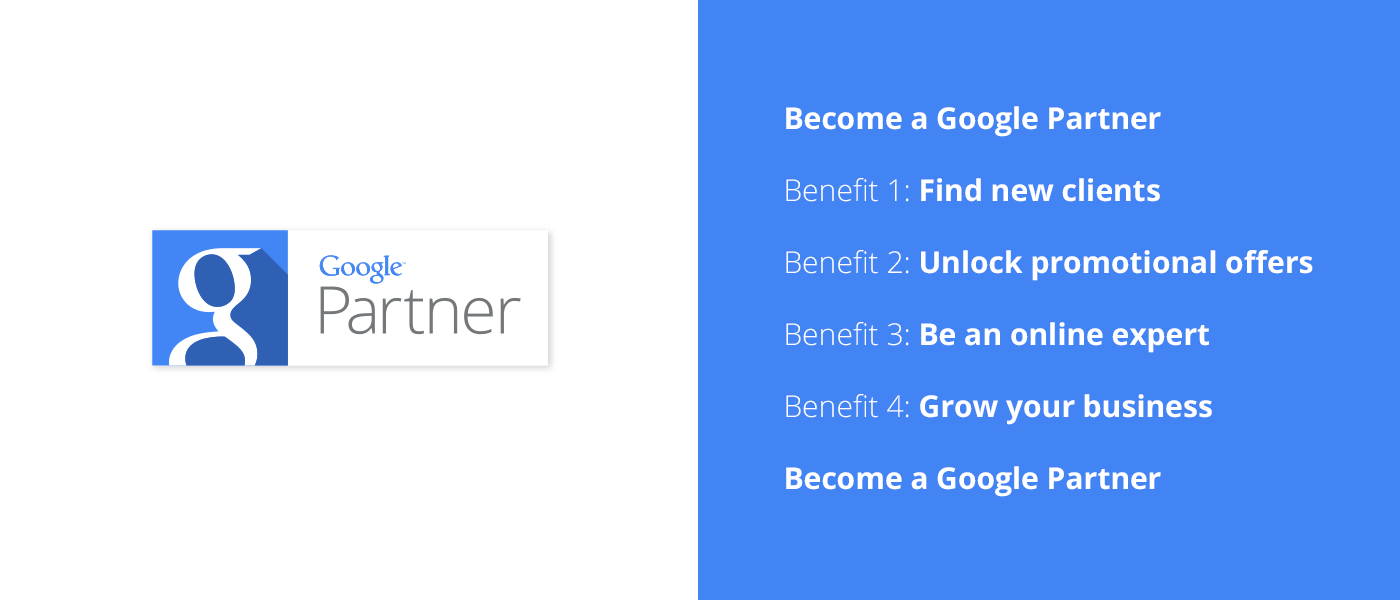 Google
Partner
Become a Google Partner
Benefit 1: Find new clients
Benefit 2: Unlock promotional offers
Benefit 3: Be an online expert
Benefit 4: Grow your business
Become a Google Partner